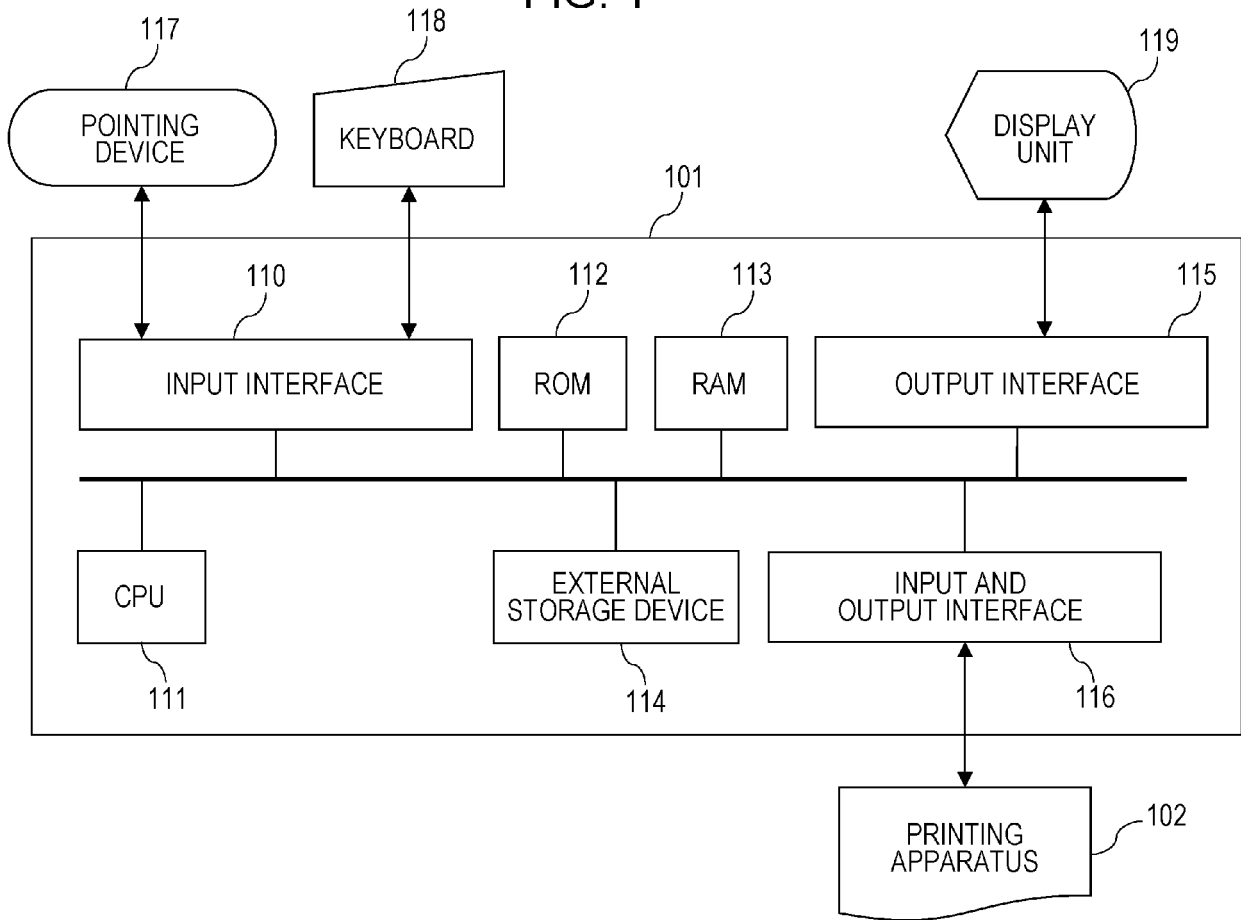 117
118
119
POINTING
DEVICE
KEYBOARD
DISPLAY
UNIT
101
110
112
113
115
INPUT INTERFACE
ROM
RAM
OUTPUT INTERFACE
CPU
EXTERNAL
STORAGE DEVICE
INPUT AND
OUTPUT INTERFACE
111
114
116
PRINTING
APPARATUS
102